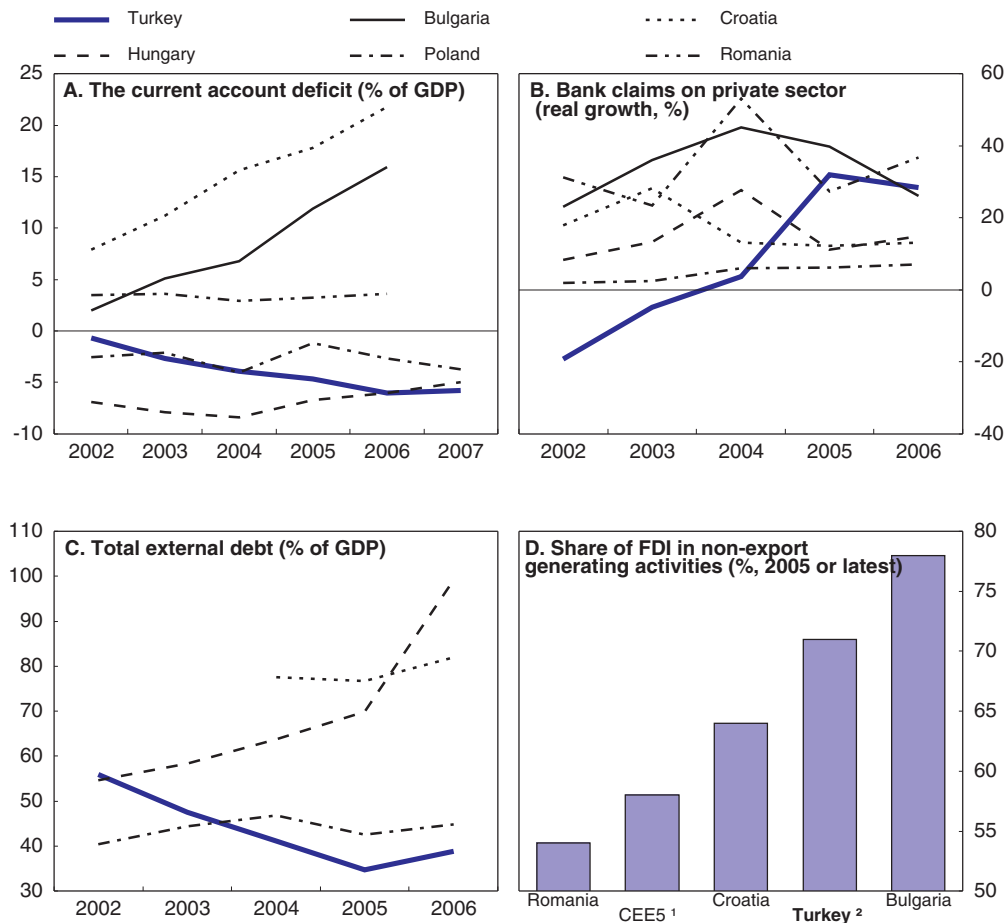 Turkey Bulgaria Croatia
Hungary Poland Romania
A. The current account deficit (% of GDP)
25
20
15
10
5
0
-5
-10
2002 2003 2004 2005 2006 2007
B. Bank claims on private sector
(real growth, %)
60
40
20
0
-20
-40
2002 2003 2004 2005 2006
C. Total external debt (% of GDP)
110
100
90
80
70
60
50
40
30
2002 2003 2004 2005 2006
D. Share of FDI in non-export
generating activities (%, 2005 or latest)
80
75
70
65
60
55
50
Romania CEE5 ¹ Croatia Turkey ² Bulgaria